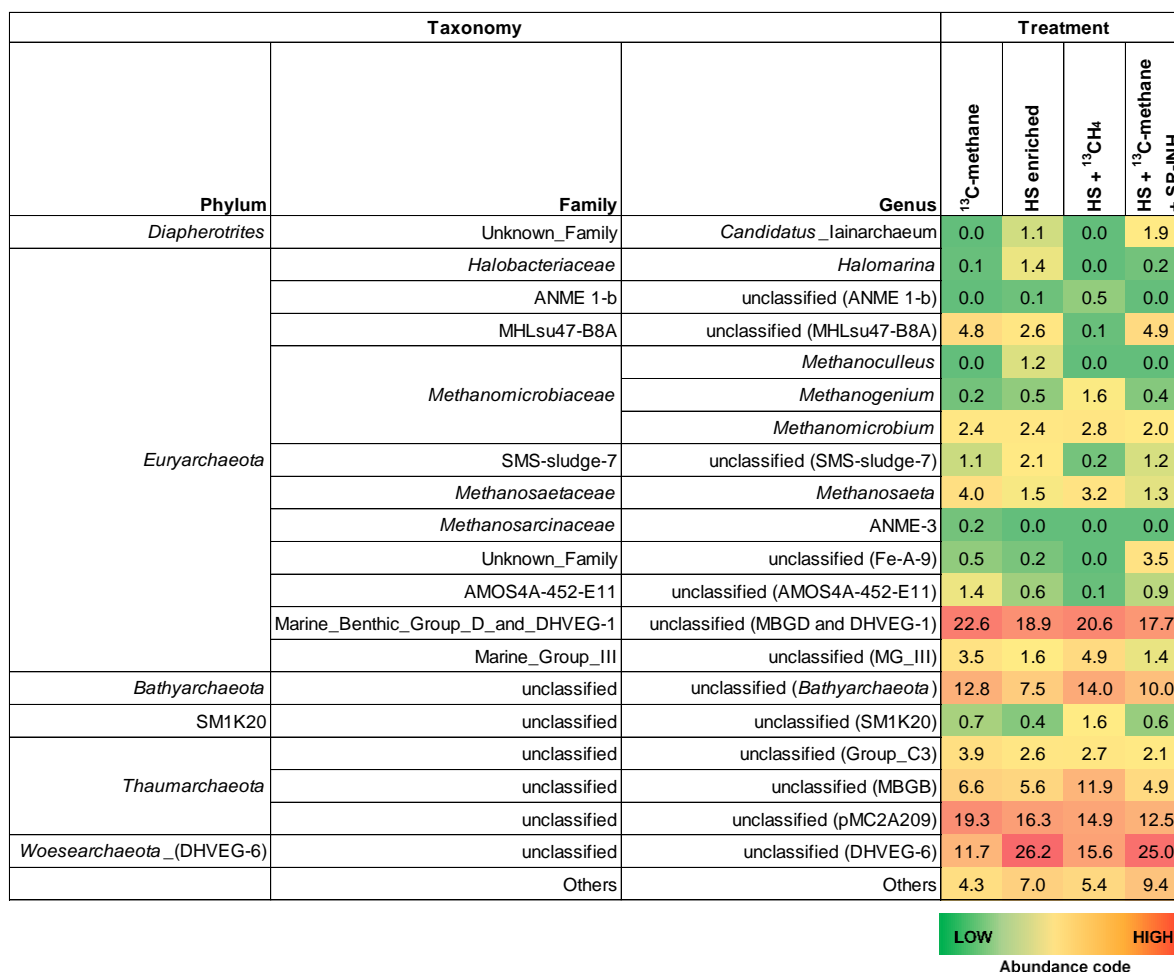 Taxonomy Treatment
Phylum Family Genus ¹³C-methane HS enriched HS + ¹³CH₄ HS + ¹³C-methane + SR-INH
Diapherotrites Unknown_Family Candidatus_Iainarchaeum 0.0 1.1 0.0 1.9
Halobacteriaceae Halomarina 0.1 1.4 0.0 0.2
ANME 1-b unclassified (ANME 1-b) 0.0 0.1 0.5 0.0
MHLsu47-B8A unclassified (MHLsu47-B8A) 4.8 2.6 0.1 4.9
Methanoculleus 0.0 1.2 0.0 0.0
Methanomicrobiaceae Methanogenium 0.2 0.5 1.6 0.4
Methanomicrobium 2.4 2.4 2.8 2.0
Euryarchaeota SMS-sludge-7 unclassified (SMS-sludge-7) 1.1 2.1 0.2 1.2
Methanosaetaceae Methanosaeta 4.0 1.5 3.2 1.3
Methanosarcinaceae ANME-3 0.2 0.0 0.0 0.0
Unknown_Family unclassified (Fe-A-9) 0.5 0.2 0.0 3.5
AMOS4A-452-E11 unclassified (AMOS4A-452-E11) 1.4 0.6 0.1 0.9
Marine_Benthic_Group_D_and_DHVEG-1 unclassified (MBGD and DHVEG-1) 22.6 18.9 20.6 17.7
Marine_Group_III unclassified (MG_III) 3.5 1.6 4.9 1.4
Bathyarchaeota unclassified unclassified (Bathyarchaeota) 12.8 7.5 14.0 10.0
SM1K20 unclassified unclassified (SM1K20) 0.7 0.4 1.6 0.6
unclassified unclassified (Group_C3) 3.9 2.6 2.7 2.1
Thaumarchaeota unclassified unclassified (MBGB) 6.6 5.6 11.9 4.9
unclassified unclassified (pMC2A209) 19.3 16.3 14.9 12.5
Woesearchaeota_(DHVEG-6) unclassified unclassified (DHVEG-6) 11.7 26.2 15.6 25.0
Others Others 4.3 7.0 5.4 9.4
LOW HIGH
Abundance code